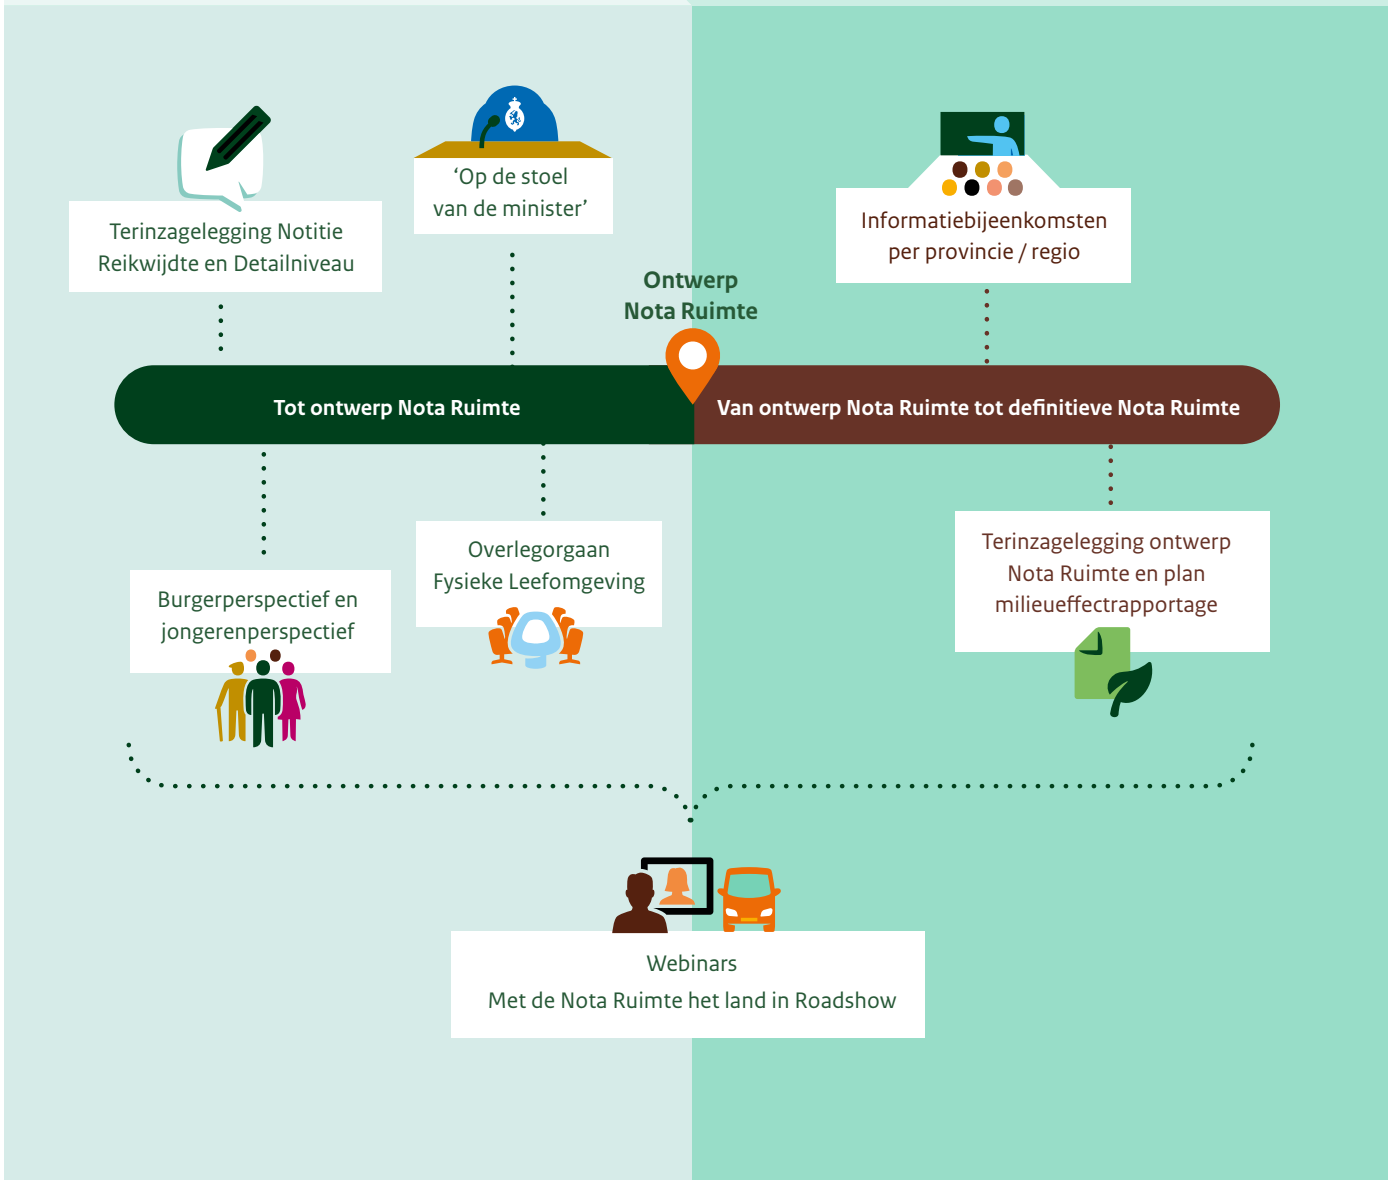 Terinzagelegging Notitie
Reikwijdte en Detailniveau
‘Op de stoel
van de minister’
Informatiebijeenkomsten
per provincie / regio
Ontwerp
Nota Ruimte
Tot ontwerp Nota Ruimte
Van ontwerp Nota Ruimte tot definitieve Nota Ruimte
Burgerperspectief en
jongerenperspectief
Overlegorgaan
Fysieke Leefomgeving
Terinzagelegging ontwerp
Nota Ruimte en plan
milieueffectrapportage
Webinars
Met de Nota Ruimte het land in Roadshow